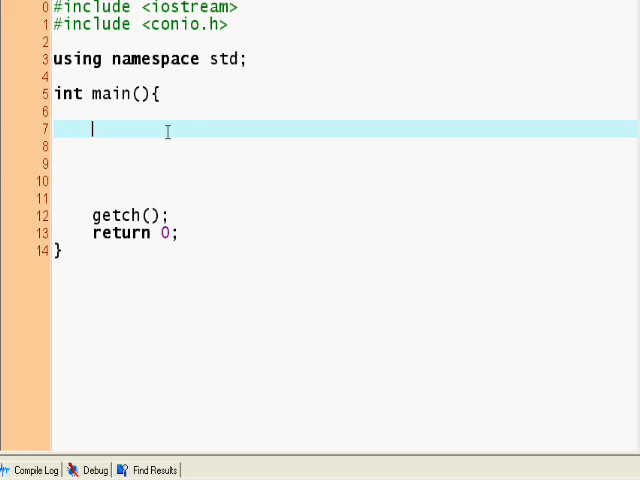 0 #include <iostream>
1 #include <conio.h>
2
3 using namespace std;
4
5 int main(){
6
7
8
9
10
11
12 getch();
13 return 0;
14 }
Compile Log Debug Find Results